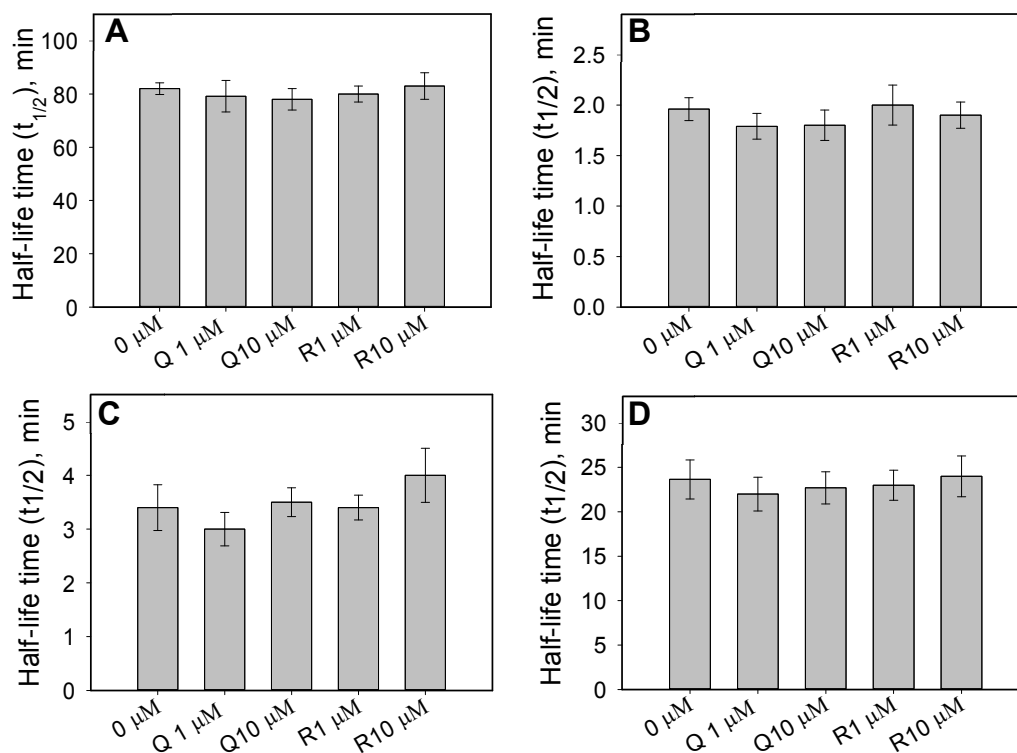 A
Half-life time (t1/2), min
100
80
60
40
20
0
0 µM
Q 1 µM
Q10 µM
R1 µM
R10 µM
B
Half-life time (t1/2), min
2.5
2.0
1.5
1.0
0.5
0.0
0 µM
Q 1 µM
Q10 µM
R1 µM
R10 µM
C
Half-life time (t1/2), min
5
4
3
2
1
0
0 µM
Q 1 µM
Q10 µM
R1 µM
R10 µM
D
Half-life time (t1/2), min
30
25
20
15
10
5
0
0 µM
Q 1 µM
Q10 µM
R1 µM
R10 µM